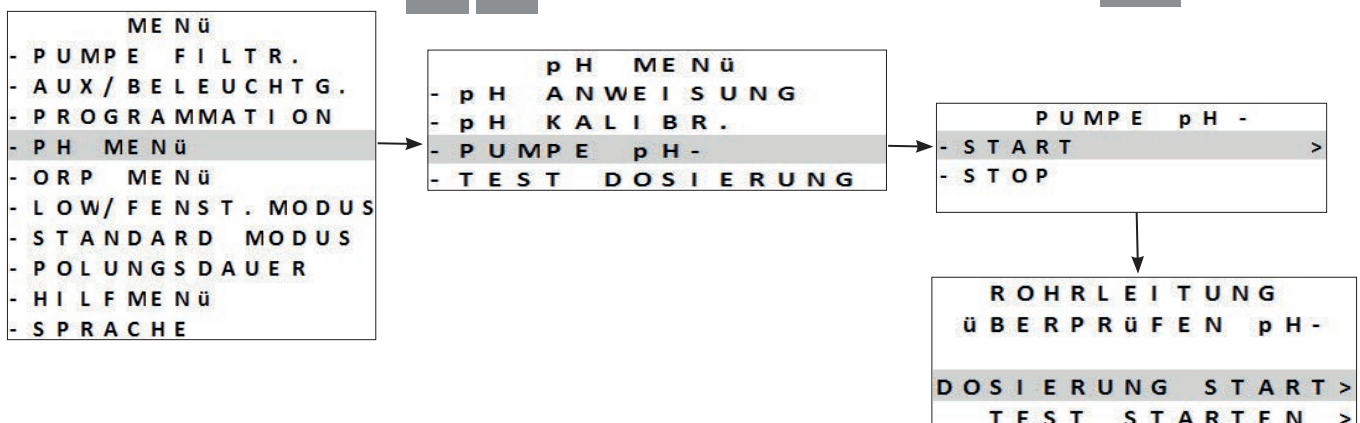 MENü
- PUMPE FILTR.
- AUX/BELEUCHTG.
- PROGRAMMATION
- PH MENü
- ORP MENü
- LOW/FENST. MODUS
- STANDARD MODUS
- POLUNGSDAUER
- HILFMENü
- SPRACHE
pH MENü
- pH ANWEISUNG
- pH KALIBR.
- PUMPE pH-
- TEST DOSIERUNG
PUMPE pH -
- START >
- STOP
ROHRLEITUNG
üBERPRüFEN pH-
DOSIERUNG START>
TEST STARTEN >